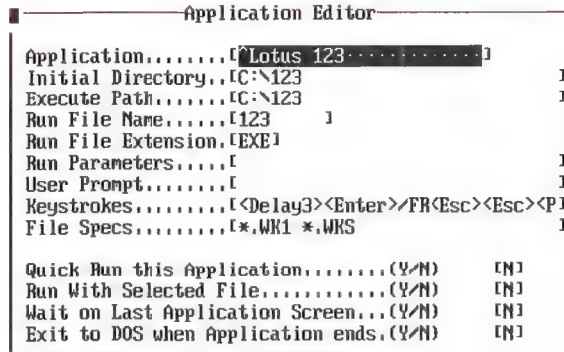 Application Editor
Application........[^Lotus 123··············]
Initial Directory..[C:\123 ]
Execute Path.......[C:\123 ]
Run File Name......[123 ]
Run File Extension.[EXE]
Run Parameters.....[ ]
User Prompt........[ ]
Keystrokes.........[<Delay3><Enter>/FR<Esc><Esc><P]
File Specs.........[*.WK1 *.WKS ]
Quick Run this Application........(Y/N) [N]
Run With Selected File............(Y/N) [N]
Wait on Last Application Screen...(Y/N) [N]
Exit to DOS when Application ends.(Y/N) [N]